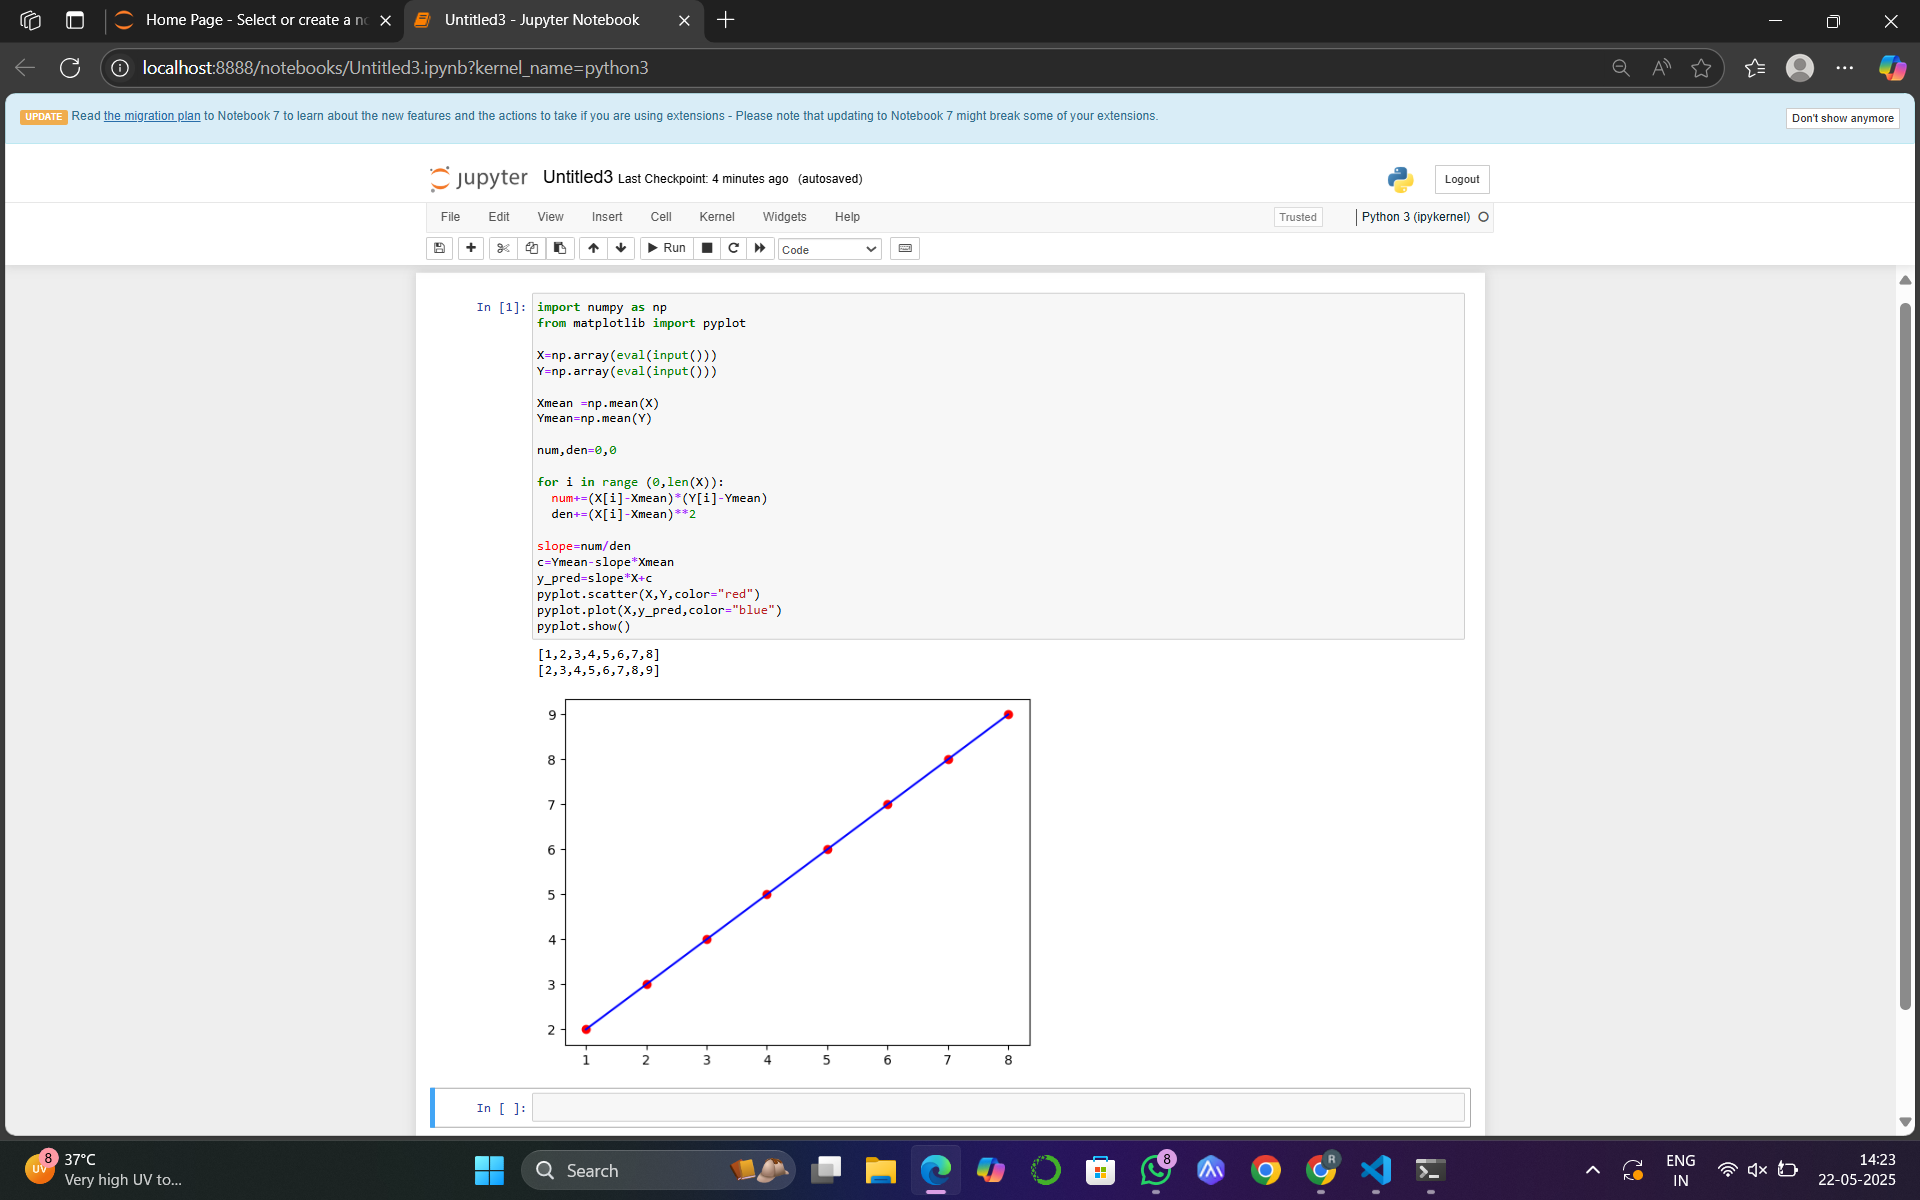 Home Page - Select or create a n
Untitled3 - Jupyter Notebook
localhost:8888/notebooks/Untitled3.ipynb?kernel_name=python3
UPDATE Read the migration plan to Notebook 7 to learn about the new features and the actions to take if you are using extensions - Please note that updating to Notebook 7 might break some of your extensions.
Don't show anymore
jupyter Untitled3 Last Checkpoint: 4 minutes ago (autosaved)
Logout
File Edit View Insert Cell Kernel Widgets Help
Trusted
Python 3 (ipykernel)
Run
Code
In [1]:
import numpy as np
from matplotlib import pyplot
X=np.array(eval(input()))
Y=np.array(eval(input()))
Xmean =np.mean(X)
Ymean=np.mean(Y)
num,den=0,0
for i in range (0,len(X)):
  num+=(X[i]-Xmean)*(Y[i]-Ymean)
  den+=(X[i]-Xmean)**2
slope=num/den
c=Ymean-slope*Xmean
y_pred=slope*X+c
pyplot.scatter(X,Y,color="red")
pyplot.plot(X,y_pred,color="blue")
pyplot.show()
[1,2,3,4,5,6,7,8]
[2,3,4,5,6,7,8,9]
9
8
7
6
5
4
3
2
1 2 3 4 5 6 7 8
In [ ]:
UV 8
37°C
Very high UV to...
Search
8
R
ENG
IN
14:23
22-05-2025